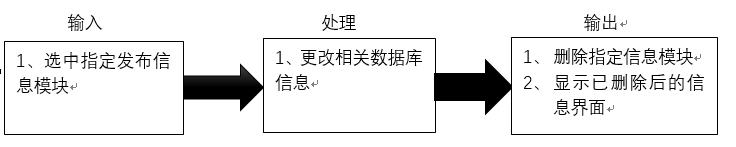 输入
处理
输出
1、选中指定发布信
息模块
1、更改相关数据库
信息
1、删除指定信息模块
2、显示已删除后的信
息界面